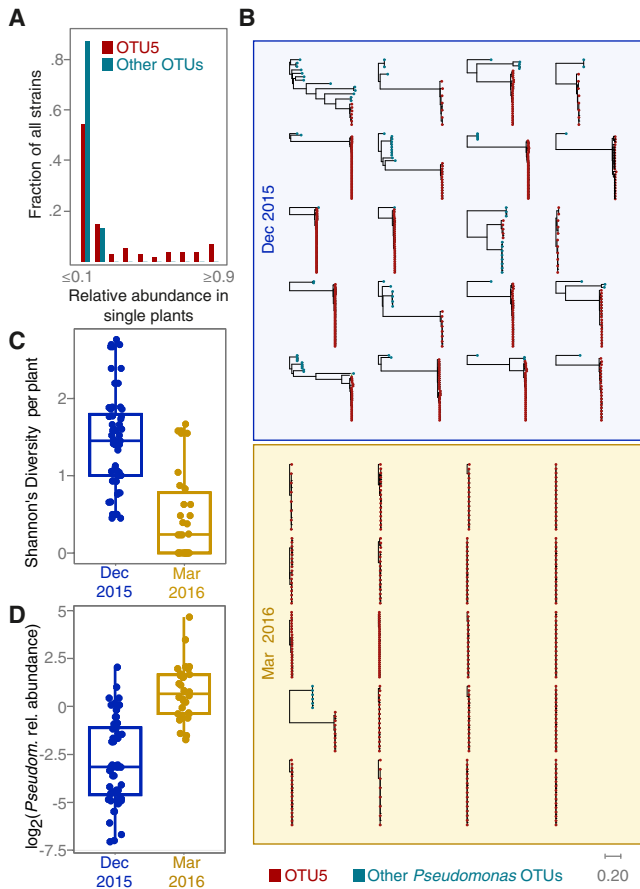 A
OTU5
Other OTUs
Fraction of all strains
.8
.6
.4
.2
≤0.1
≥0.9
Relative abundance in
single plants
B
Dec 2015
Mar 2016
C
Shannon's Diversity per plant
2
1
0
Dec
2015
Mar
2016
D
log2(Pseudom. rel. abundance)
5
2.5
0
-2.5
-5
-7.5
Dec
2015
Mar
2016
0.20
OTU5
Other Pseudomonas OTUs